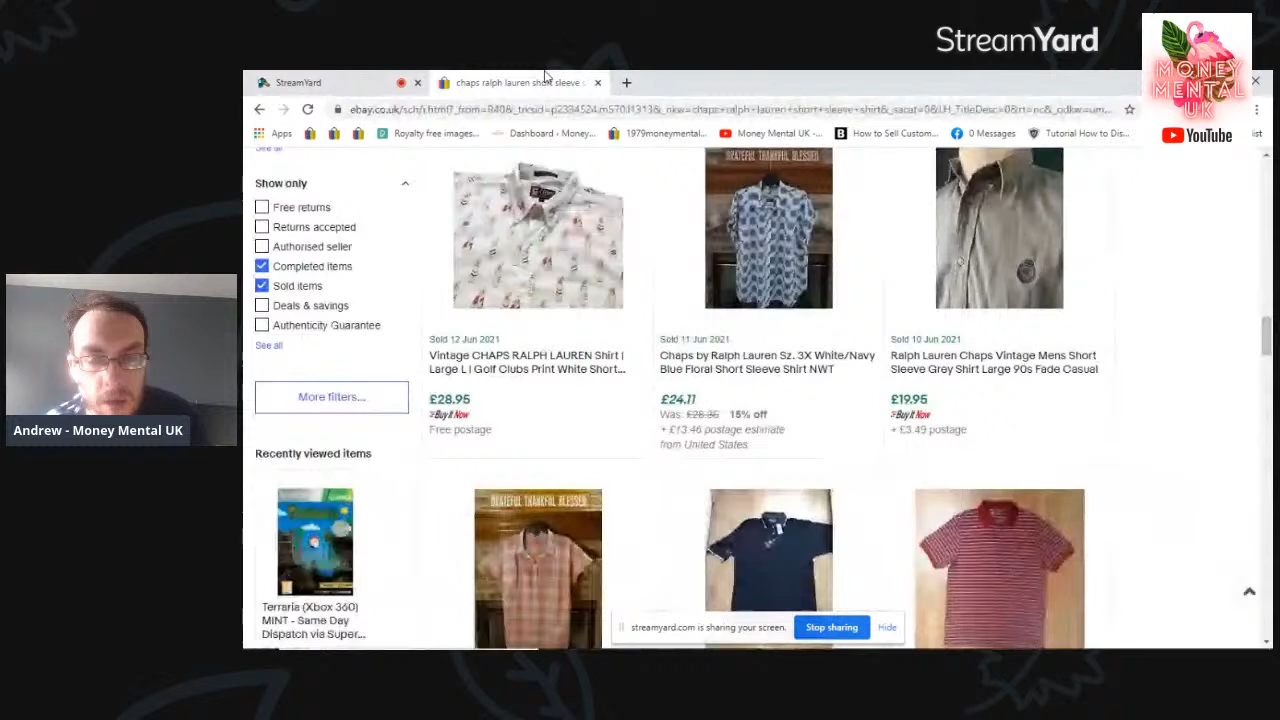 StreamYard
MONEY
MENTAL
UK
YouTube
StreamYard
chaps ralph lauren short sleeve s
Apps
Royalty free images...
Dashboard ‹ Money...
1979moneymental...
Money Mental UK -...
How to Sell Custom...
0 Messages
Tutorial How to Dis...
list
See all
Show only
Free returns
Returns accepted
Authorised seller
Completed items
Sold items
Deals & savings
Authenticity Guarantee
See all
More filters...
Recently viewed items
Terraria (Xbox 360)
MINT - Same Day
Dispatch via Super...
GRATEFUL THANKFUL BLESSED
Sold 12 Jun 2021
Vintage CHAPS RALPH LAUREN Shirt |
Large L | Golf Clubs Print White Short...
£28.95
Buy It Now
Free postage
Sold 11 Jun 2021
Chaps by Ralph Lauren Sz. 3X White/Navy
Blue Floral Short Sleeve Shirt NWT
£24.11
Was: £28.36 15% off
+ £13.46 postage estimate
from United States
Sold 10 Jun 2021
Ralph Lauren Chaps Vintage Mens Short
Sleeve Grey Shirt Large 90s Fade Casual
£19.95
Buy It Now
+ £3.49 postage
GRATEFUL THANKFUL BLESSED
streamyard.com is sharing your screen.
Stop sharing
Hide
Andrew - Money Mental UK